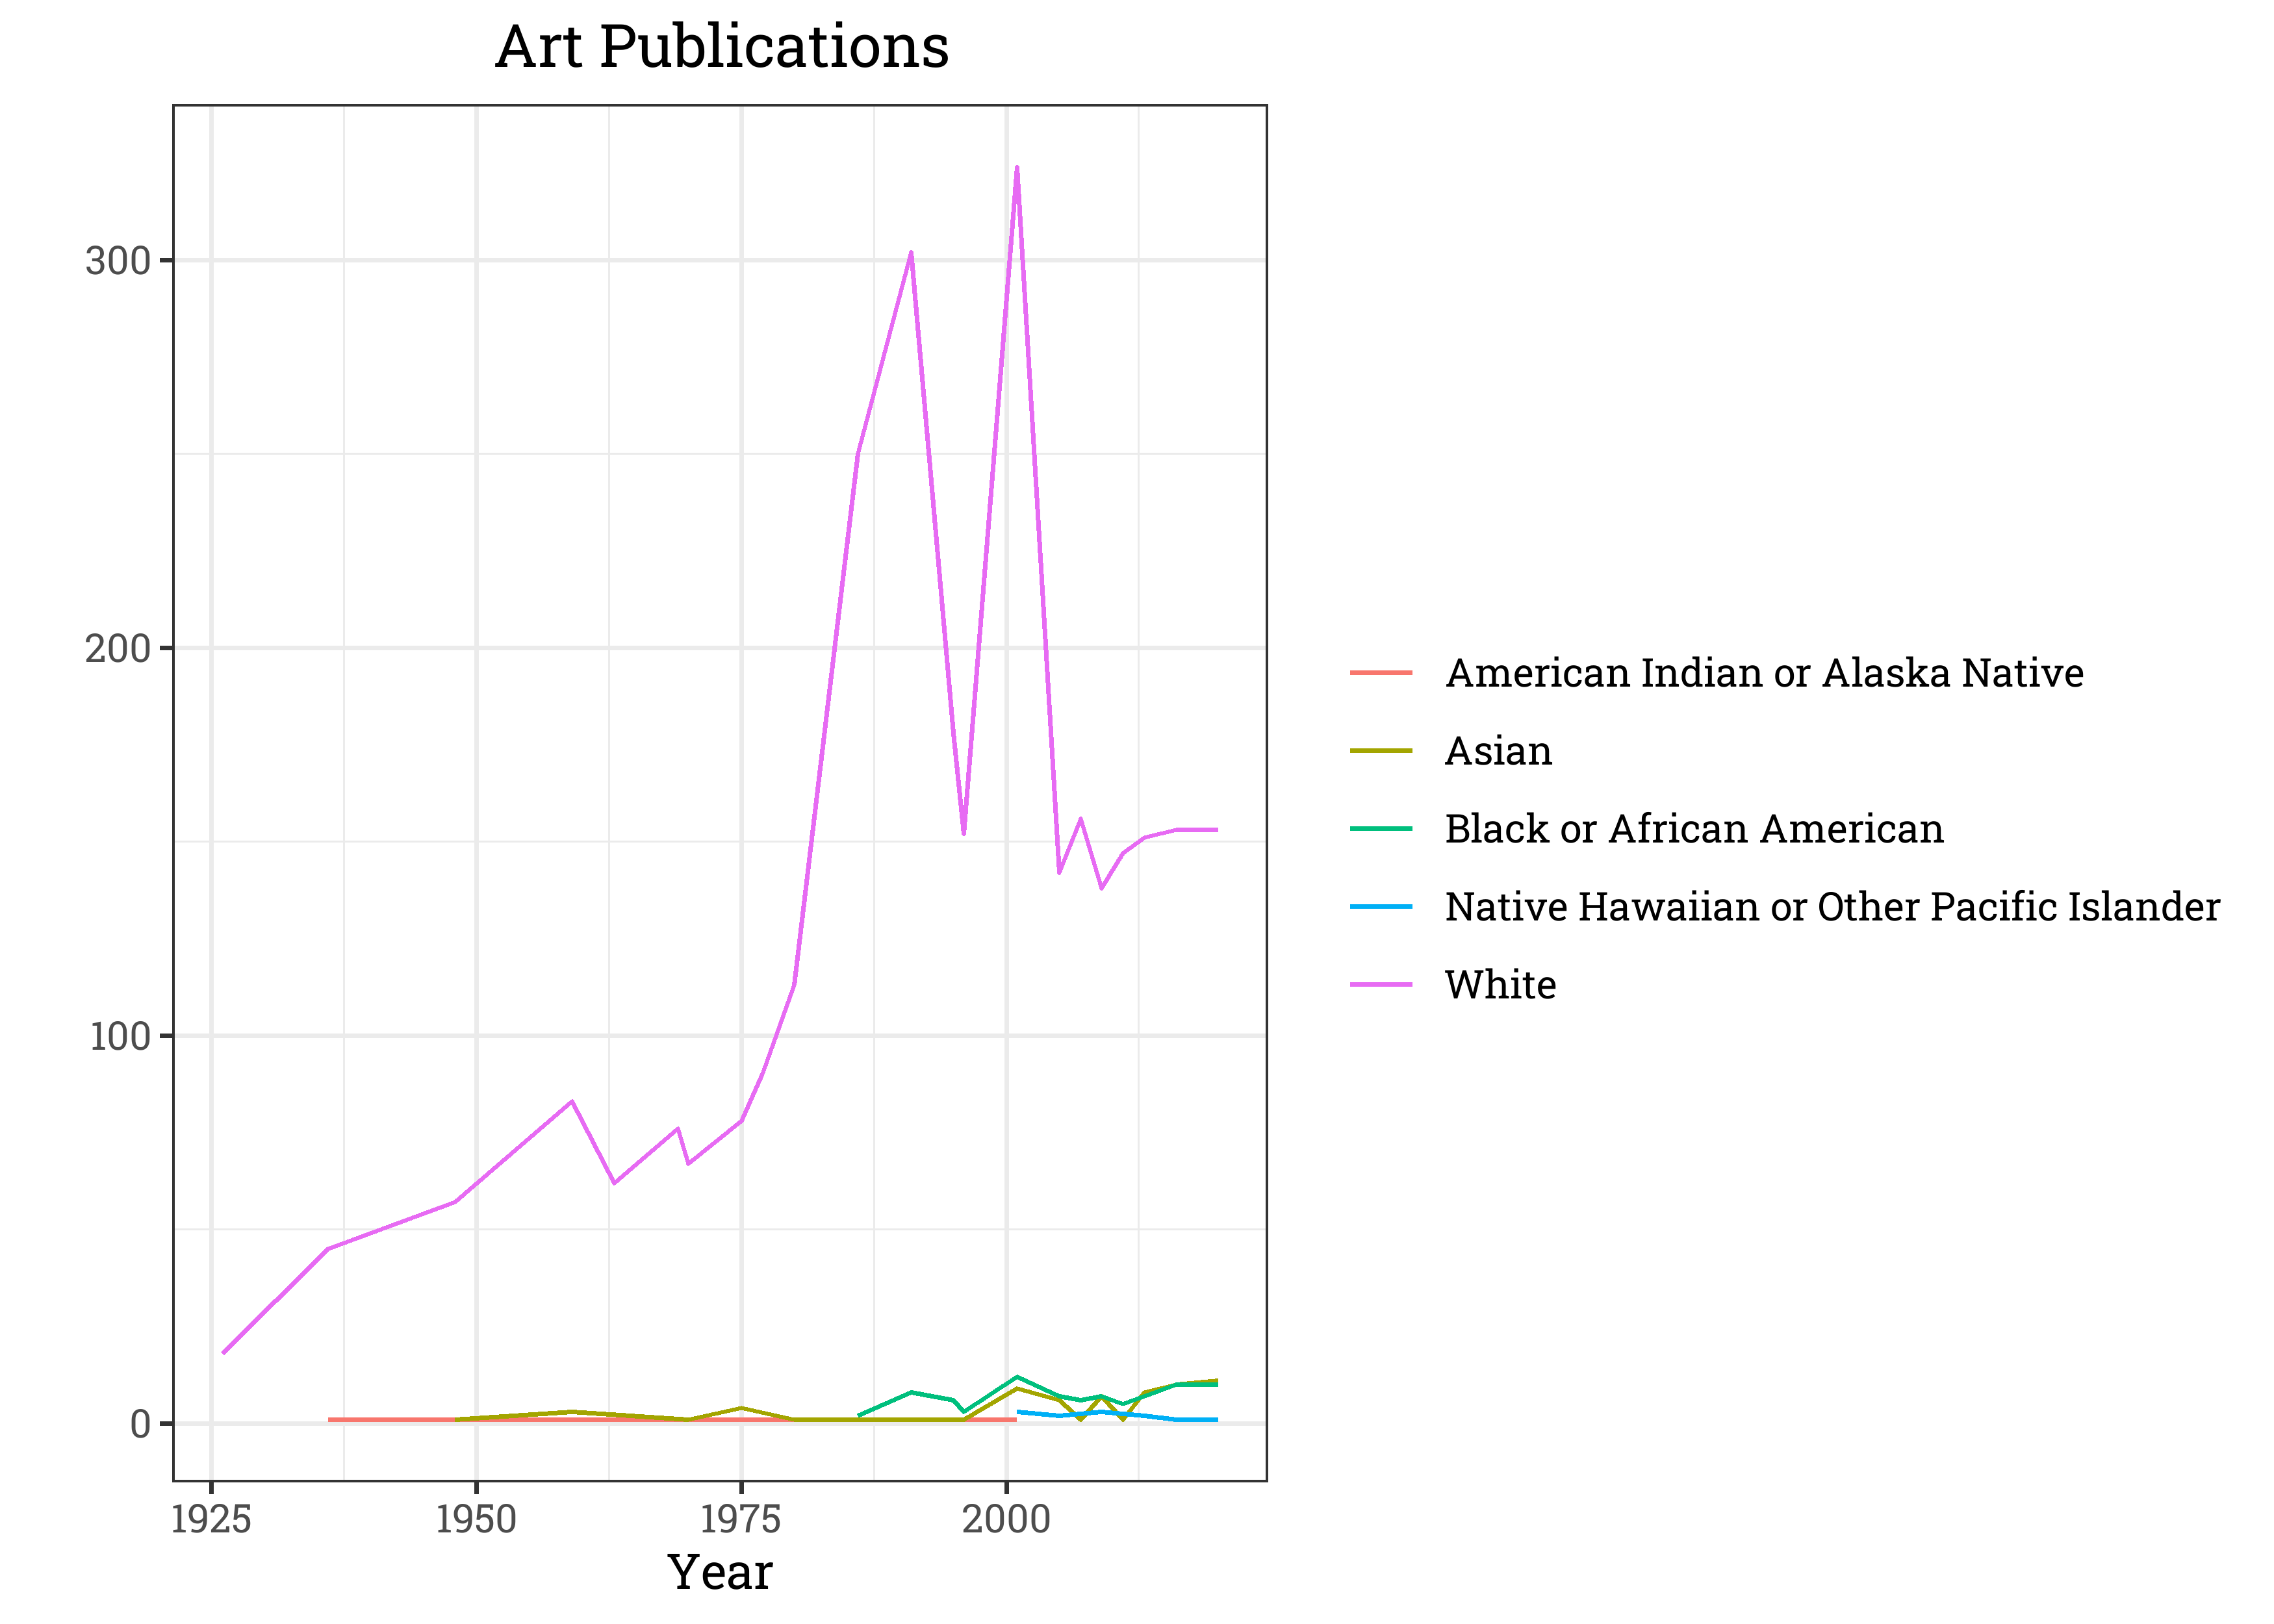 Art Publications
300
200
100
0
1925 1950 1975 2000
Year
American Indian or Alaska Native
Asian
Black or African American
Native Hawaiian or Other Pacific Islander
White